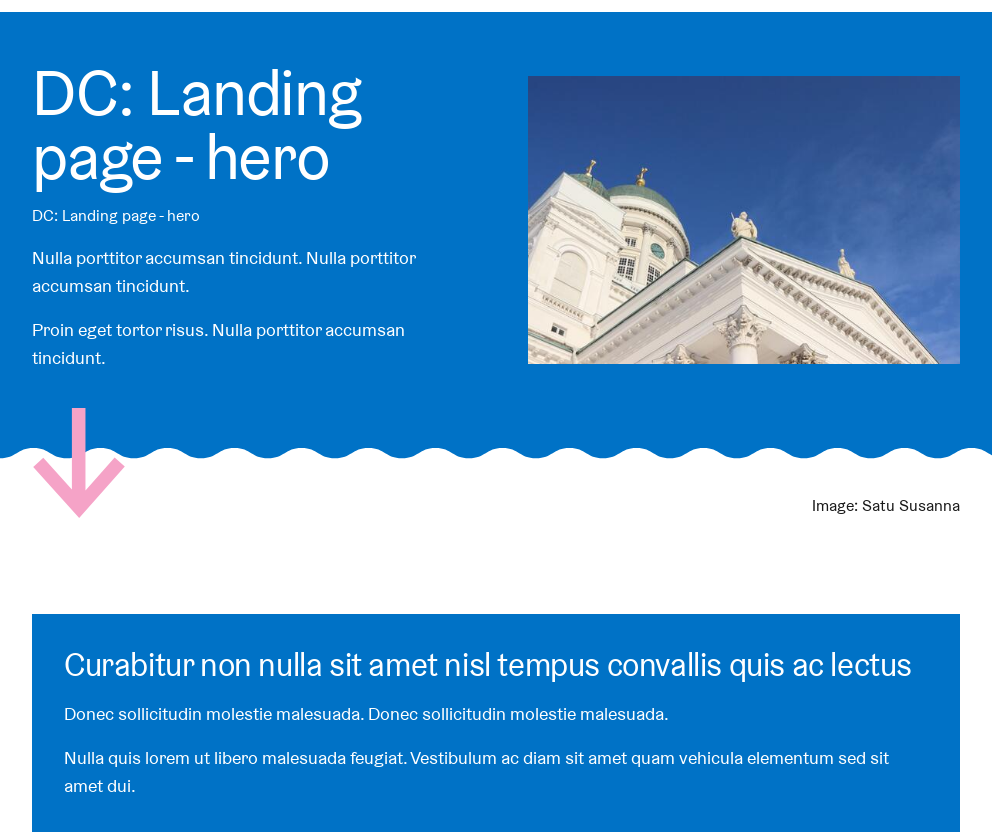 DC: Landing
page - hero
DC: Landing page - hero
Nulla porttitor accumsan tincidunt. Nulla porttitor
accumsan tincidunt.
Proin eget tortor risus. Nulla porttitor accumsan
tincidunt.
Image: Satu Susanna
Curabitur non nulla sit amet nisl tempus convallis quis ac lectus
Donec sollicitudin molestie malesuada. Donec sollicitudin molestie malesuada.
Nulla quis lorem ut libero malesuada feugiat. Vestibulum ac diam sit amet quam vehicula elementum sed sit
amet dui.